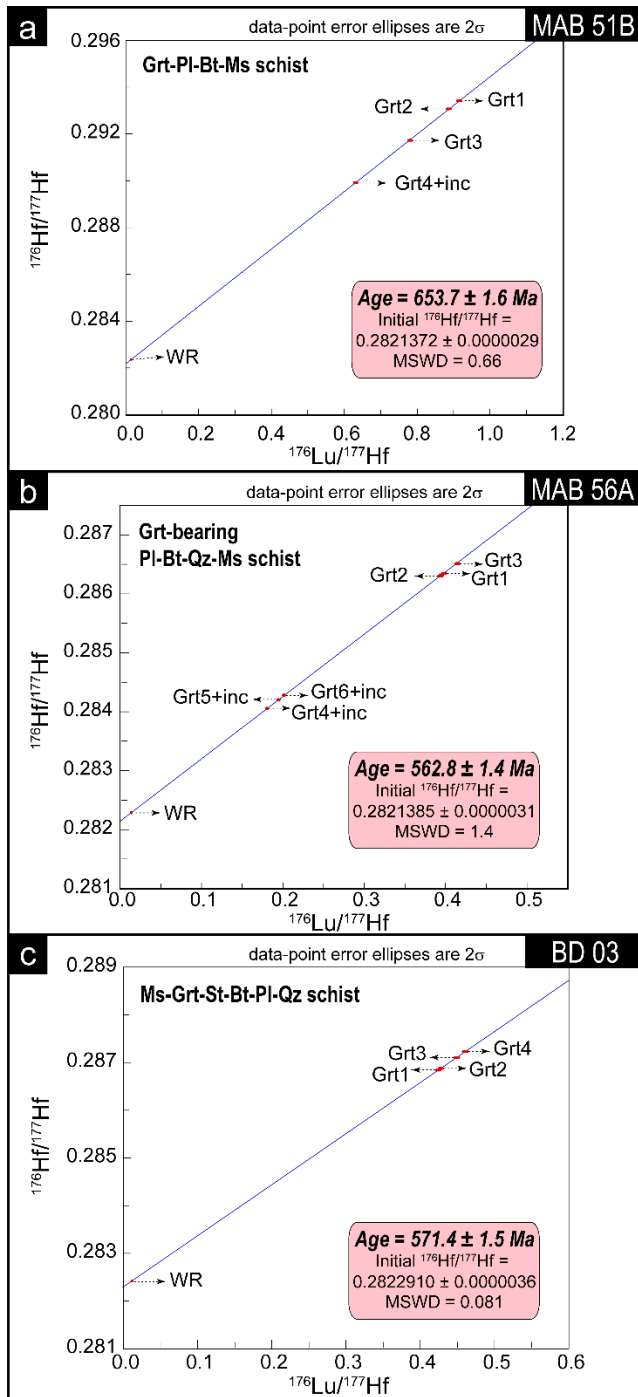 a
data-point error ellipses are 2σ
MAB 51B
Grt-Pl-Bt-Ms schist
0.296
0.292
0.288
0.284
0.280
¹⁷⁶Hf/¹⁷⁷Hf
Grt2
Grt1
Grt3
Grt4+inc
WR
Age = 653.7 ± 1.6 Ma
Initial ¹⁷⁶Hf/¹⁷⁷Hf =
0.2821372 ± 0.0000029
MSWD = 0.66
0.0 0.2 0.4 0.6 0.8 1.0 1.2
¹⁷⁶Lu/¹⁷⁷Hf
b
data-point error ellipses are 2σ
MAB 56A
Grt-bearing
Pl-Bt-Qz-Ms schist
0.287
0.286
0.285
0.284
0.283
0.282
0.281
¹⁷⁶Hf/¹⁷⁷Hf
Grt3
Grt2
Grt1
Grt5+inc
Grt6+inc
Grt4+inc
WR
Age = 562.8 ± 1.4 Ma
Initial ¹⁷⁶Hf/¹⁷⁷Hf =
0.2821385 ± 0.0000031
MSWD = 1.4
0.0 0.1 0.2 0.3 0.4 0.5
¹⁷⁶Lu/¹⁷⁷Hf
c
data-point error ellipses are 2σ
BD 03
Ms-Grt-St-Bt-Pl-Qz schist
0.289
0.287
0.285
0.283
0.281
¹⁷⁶Hf/¹⁷⁷Hf
Grt3
Grt4
Grt1
Grt2
WR
Age = 571.4 ± 1.5 Ma
Initial ¹⁷⁶Hf/¹⁷⁷Hf =
0.2822910 ± 0.0000036
MSWD = 0.081
0.0 0.1 0.2 0.3 0.4 0.5 0.6
¹⁷⁶Lu/¹⁷⁷Hf